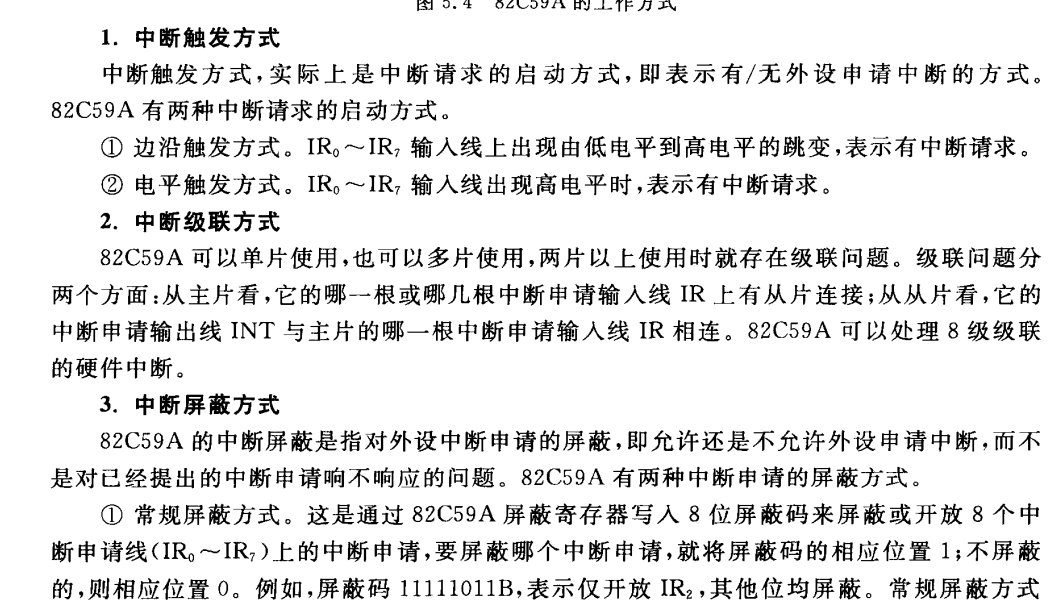 图 5.4 82C59A 的工作方式
1. 中断触发方式
中断触发方式,实际上是中断请求的启动方式,即表示有/无外设申请中断的方式。
82C59A 有两种中断请求的启动方式。
① 边沿触发方式。IR₀～IR₇ 输入线上出现由低电平到高电平的跳变,表示有中断请求。
② 电平触发方式。IR₀～IR₇ 输入线出现高电平时,表示有中断请求。
2. 中断级联方式
82C59A 可以单片使用,也可以多片使用,两片以上使用时就存在级联问题。级联问题分
两个方面:从主片看,它的哪一根或哪几根中断申请输入线 IR 上有从片连接;从从片看,它的
中断申请输出线 INT 与主片的哪一根中断申请输入线 IR 相连。82C59A 可以处理 8 级级联
的硬件中断。
3. 中断屏蔽方式
82C59A 的中断屏蔽是指对外设中断申请的屏蔽,即允许还是不允许外设申请中断,而不
是对已经提出的中断申请响不响应的问题。82C59A 有两种中断申请的屏蔽方式。
① 常规屏蔽方式。这是通过 82C59A 屏蔽寄存器写入 8 位屏蔽码来屏蔽或开放 8 个中
断申请线(IR₀～IR₇)上的中断申请,要屏蔽哪个中断申请,就将屏蔽码的相应位置 1;不屏蔽
的,则相应位置 0。例如,屏蔽码 11111011B,表示仅开放 IR₂,其他位均屏蔽。常规屏蔽方式